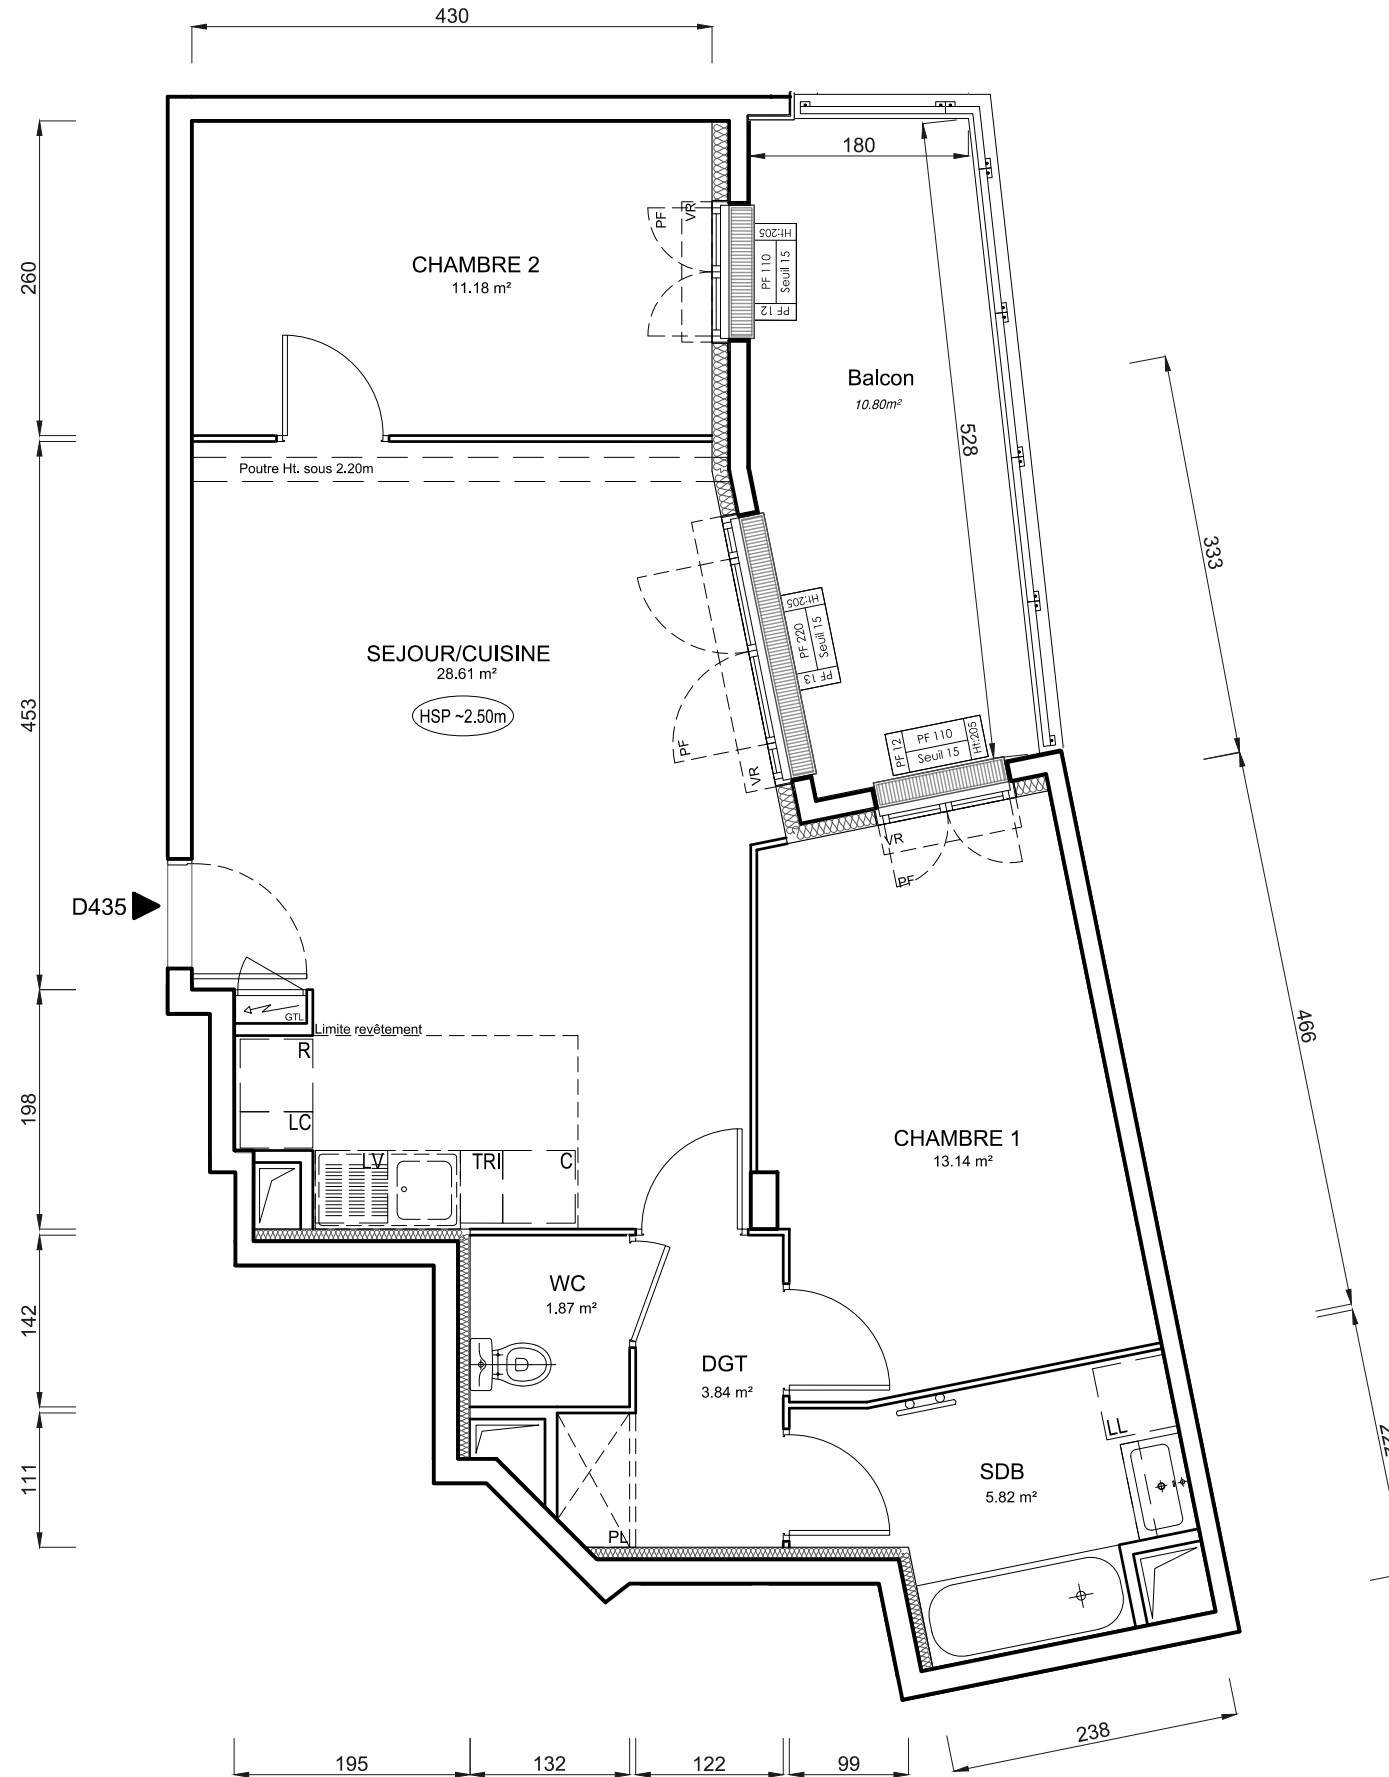 430
180
260
CHAMBRE 2
11.18 m²
PF
VR
Ht:205
PF 110
Seuil 15
PF 12
Balcon
10.80m²
528
333
Poutre Ht. sous 2.20m
453
SEJOUR/CUISINE
28.61 m²
HSP ~2.50m
Ht:205
PF 220
Seuil 15
PF 13
PF
VR
PF 12
PF 110
Seuil 15
Ht:205
VR
PF
D435
466
GTL
Limite revêtement
R
LC
198
LV
TRI
C
CHAMBRE 1
13.14 m²
WC
1.87 m²
142
DGT
3.84 m²
LL
111
SDB
5.82 m²
PL
222
238
195
132
122
99